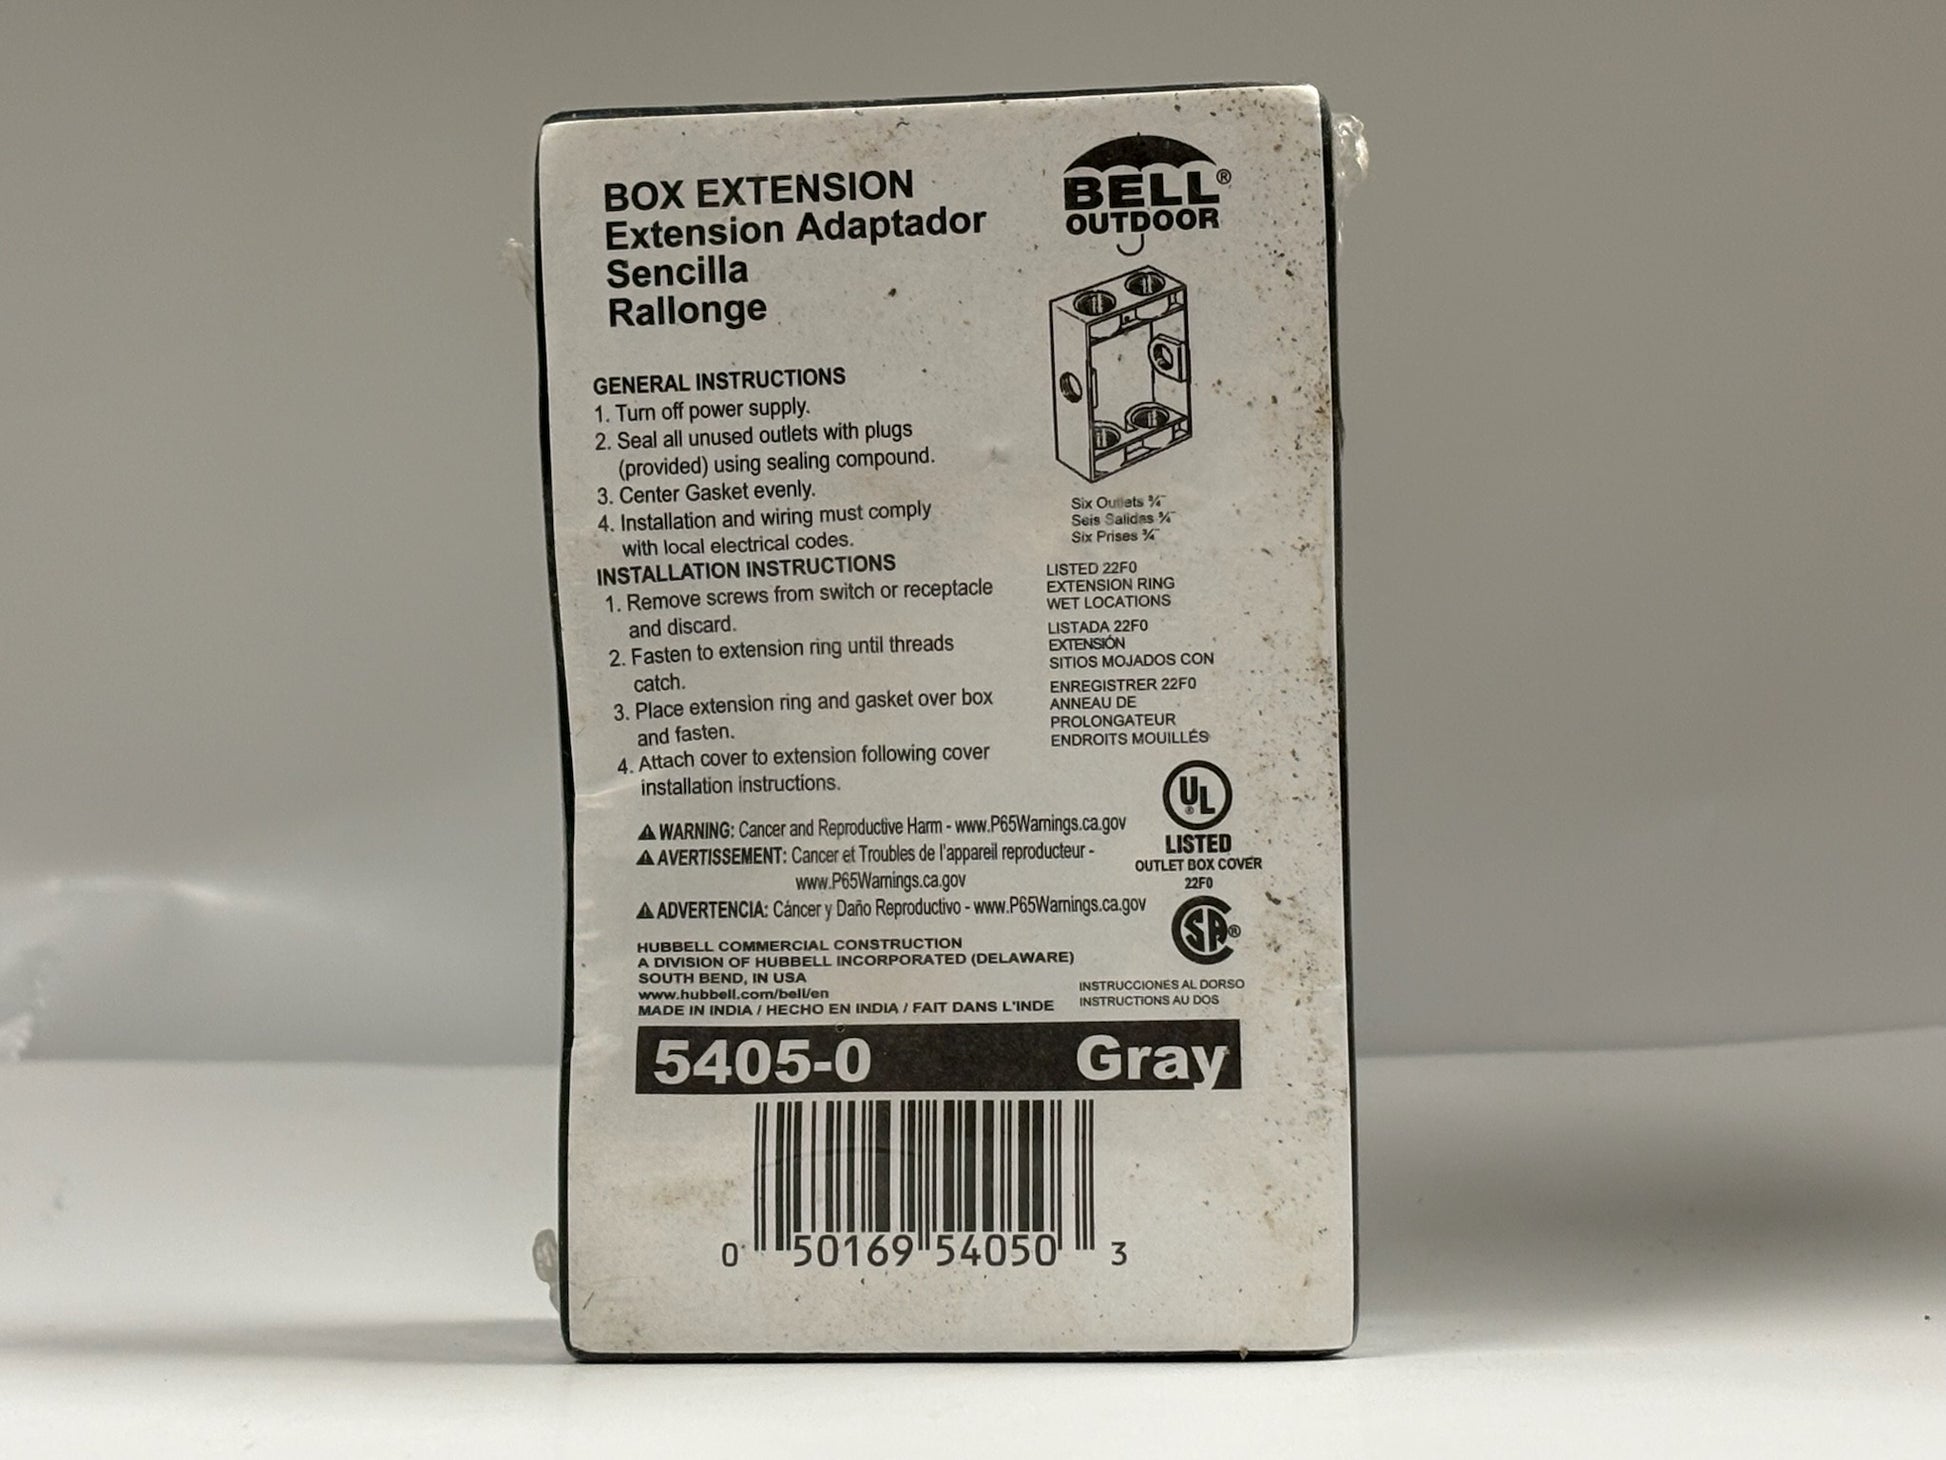 BOX EXTENSION
Extension Adaptador
Sencilla
Rallonge
BELL®
OUTDOOR
GENERAL INSTRUCTIONS
1. Turn off power supply.
2. Seal all unused outlets with plugs
(provided) using sealing compound.
3. Center Gasket evenly.
4. Installation and wiring must comply
with local electrical codes.
INSTALLATION INSTRUCTIONS
1. Remove screws from switch or receptacle
and discard.
2. Fasten to extension ring until threads
catch.
3. Place extension ring and gasket over box
and fasten.
4. Attach cover to extension following cover
installation instructions.
Six Outlets ¾"
Seis Salidas ¾"
Six Prises ¾"
LISTED 22F0
EXTENSION RING
WET LOCATIONS
LISTADA 22F0
EXTENSIÓN
SITIOS MOJADOS CON
ENREGISTRER 22F0
ANNEAU DE
PROLONGATEUR
ENDROITS MOUILLÉS
UL®
LISTED
OUTLET BOX COVER
22F0
SA®
⚠ WARNING: Cancer and Reproductive Harm - www.P65Warnings.ca.gov
⚠ AVERTISSEMENT: Cancer et Troubles de l'appareil reproducteur -
www.P65Warnings.ca.gov
⚠ ADVERTENCIA: Cáncer y Daño Reproductivo - www.P65Warnings.ca.gov
HUBBELL COMMERCIAL CONSTRUCTION
A DIVISION OF HUBBELL INCORPORATED (DELAWARE)
SOUTH BEND, IN USA
www.hubbell.com/bell/en
MADE IN INDIA / HECHO EN INDIA / FAIT DANS L'INDE
INSTRUCCIONES AL DORSO
INSTRUCTIONS AU DOS
5405-0 Gray
0 50169 54050 3